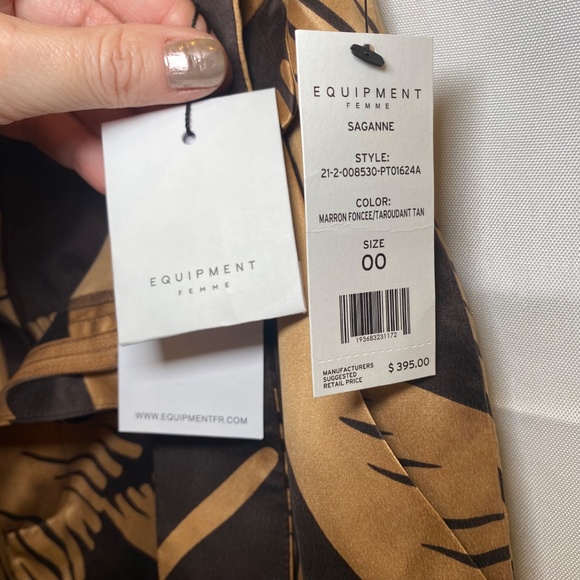 EQUIPMENT
FEMME
WWW.EQUIPMENTFR.COM
EQUIPMENT
FEMME
SAGANNE
STYLE:
21-2-008530-PT01624A
COLOR:
MARRON FONCEE/TAROUDANT TAN
SIZE
00
193683231172
MANUFACTURERS
SUGGESTED
RETAIL PRICE
$ 395.00